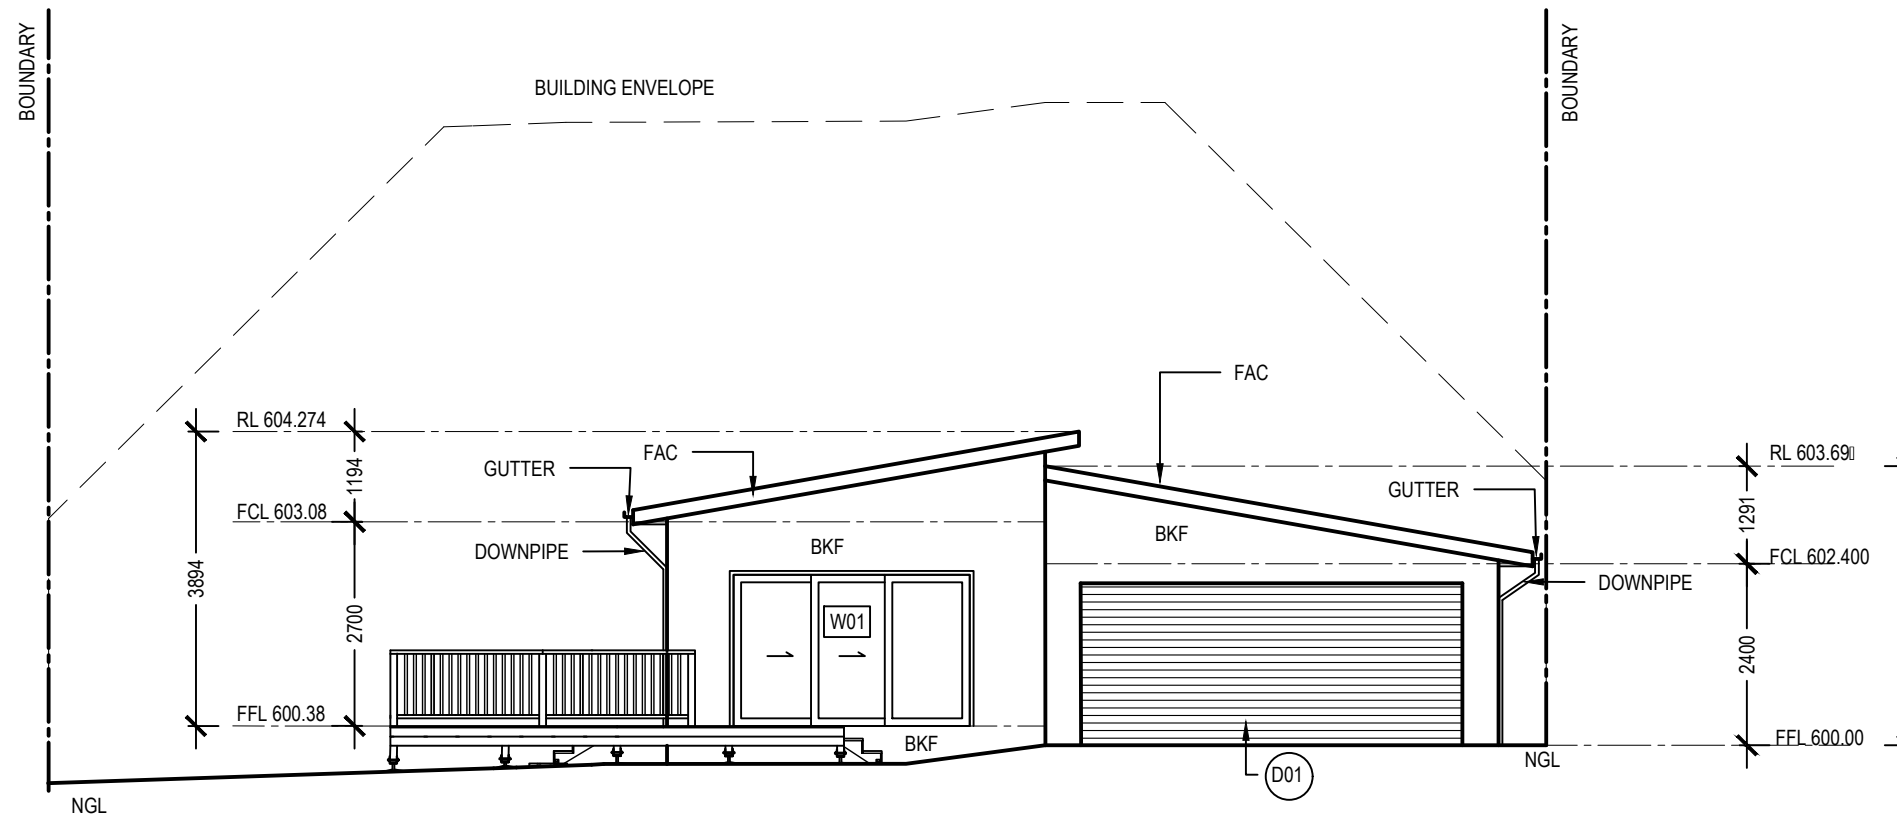 BOUNDARY
BOUNDARY
BUILDING ENVELOPE
FAC
RL 604.274
FAC
GUTTER
1194
RL 603.69
GUTTER
1291
FCL 603.08
DOWNPIPE
BKF
BKF
FCL 602.400
DOWNPIPE
3894
2700
W01
2400
FFL 600.38
BKF
FFL 600.00
NGL
D01
NGL